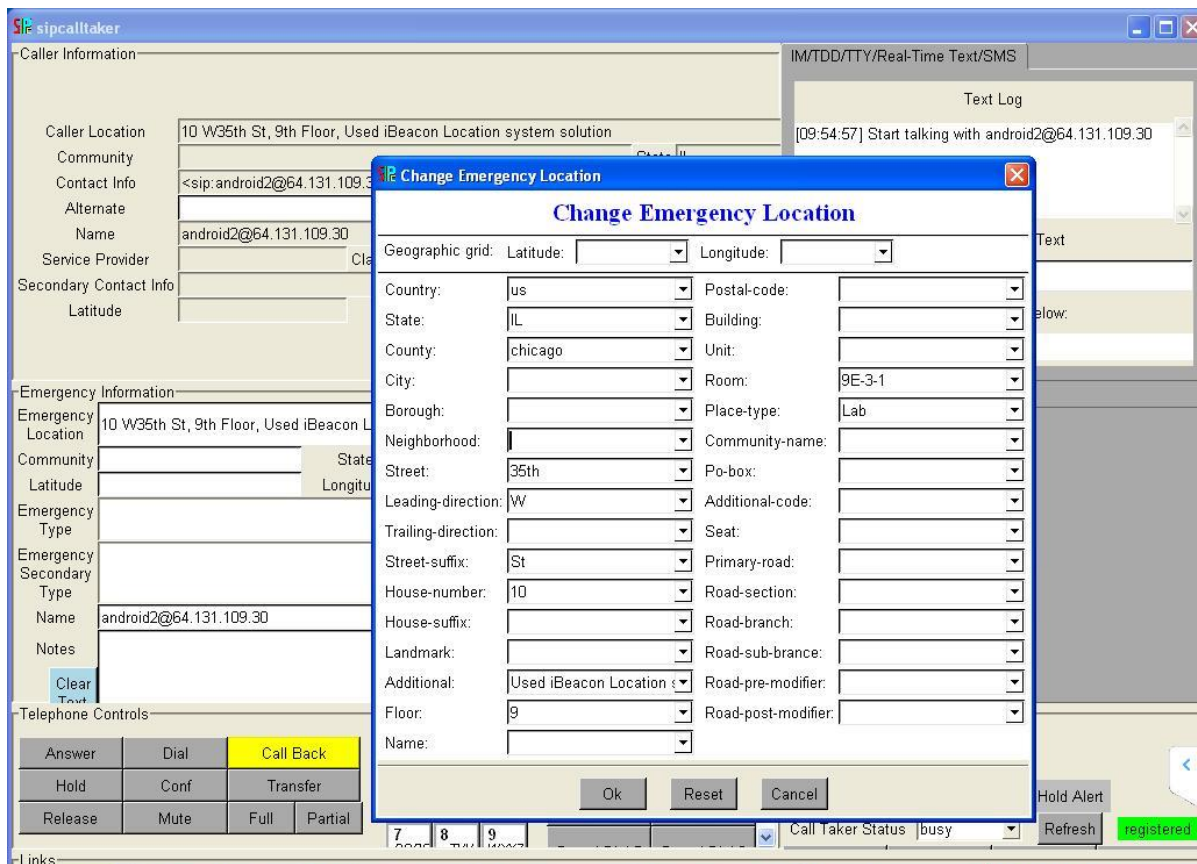 sipcalltaker
Caller Information
IM/TDD/TTY/Real-Time Text/SMS
Text Log
[09:54:57] Start talking with android2@64.131.109.30
Caller Location 10 W35th St, 9th Floor, Used iBeacon Location system solution
Community State IL
Contact Info <sip:android2@64.131.109.3
Alternate
Name android2@64.131.109.30
Service Provider Cla
Secondary Contact Info
Latitude
Text
elow:
Emergency Information
Emergency Location 10 W35th St, 9th Floor, Used iBeacon L
Community State
Latitude Longitu
Emergency Type
Emergency Secondary Type
Name android2@64.131.109.30
Notes
Clear Text
Change Emergency Location
Change Emergency Location
Geographic grid: Latitude: Longitude:
Country: us Postal-code:
State: IL Building:
County: chicago Unit:
City: Room: 9E-3-1
Borough: Place-type: Lab
Neighborhood: Community-name:
Street: 35th Po-box:
Leading-direction: W Additional-code:
Trailing-direction: Seat:
Street-suffix: St Primary-road:
House-number: 10 Road-section:
House-suffix: Road-branch:
Landmark: Road-sub-brance:
Additional: Used iBeacon Location s Road-pre-modifier:
Floor: 9 Road-post-modifier:
Name:
Ok Reset Cancel
Telephone Controls
Answer Dial Call Back
Hold Conf Transfer
Release Mute Full Partial
7 8 9
Hold Alert
Call Taker Status busy Refresh registered
Links